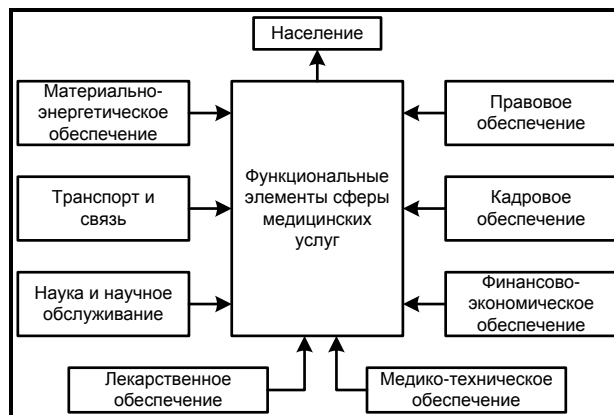 Население
Материально-
энергетическое
обеспечение
Правовое
обеспечение
Функциональные
элементы сферы
медицинских
услуг
Транспорт и
связь
Кадровое
обеспечение
Наука и научное
обслуживание
Финансово-
экономическое
обеспечение
Лекарственное
обеспечение
Медико-техническое
обеспечение